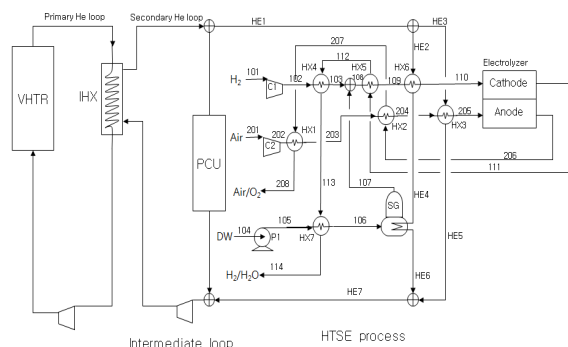 Primary He loop
Secondary He loop
HE1
HE3
207
HE2
Electrolyzer
112
HX4
HX5
HX6
101
H₂
102
103
108
109
110
C1
Cathode
VHTR
IHX
Air
201
202
HX1
203
204
HX2
HX3
205
Anode
C2
206
111
PCU
208
Air/O₂
113
107
SG
HE4
105
106
DW
104
P1
HX7
HE5
H₂/H₂O
114
HE6
HE7
Intermediate loop
HTSE process